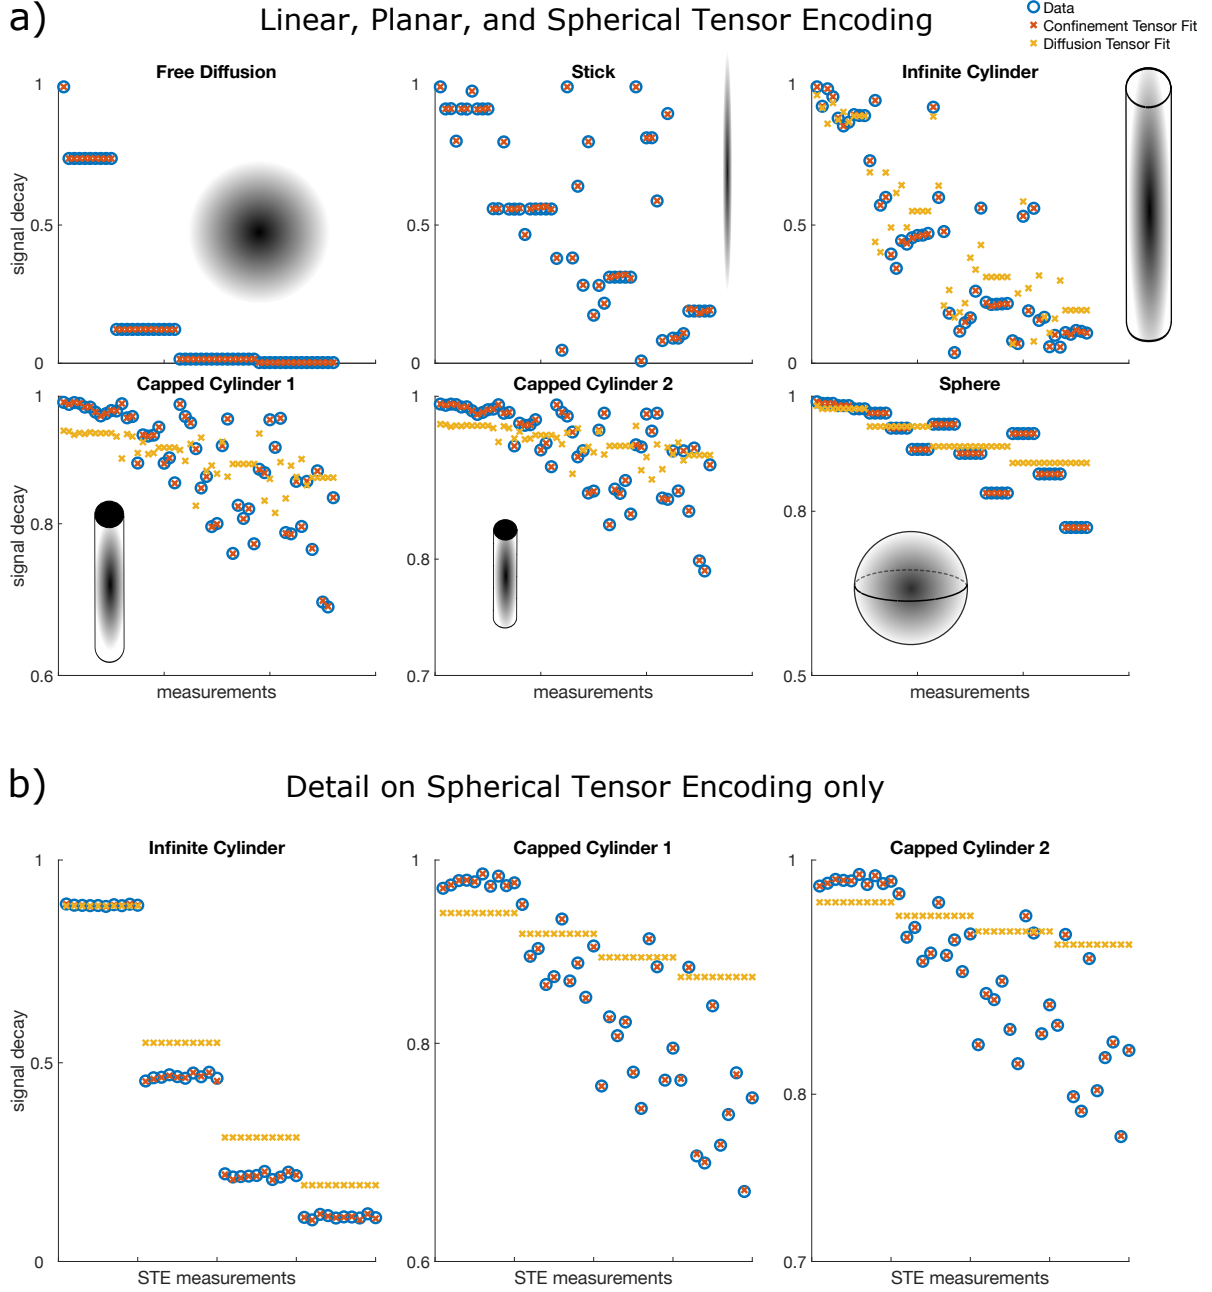 a)
Linear, Planar, and Spherical Tensor Encoding
Data
Confinement Tensor Fit
Diffusion Tensor Fit
Free Diffusion
Stick
Infinite Cylinder
1
0.5
0
signal decay
1
0.5
0
1
0.5
0
Capped Cylinder 1
Capped Cylinder 2
Sphere
1
0.8
0.6
signal decay
measurements
1
0.8
0.7
measurements
1
0.8
0.5
measurements
b)
Detail on Spherical Tensor Encoding only
Infinite Cylinder
Capped Cylinder 1
Capped Cylinder 2
1
0.5
0
signal decay
STE measurements
1
0.8
0.6
STE measurements
1
0.8
0.7
STE measurements